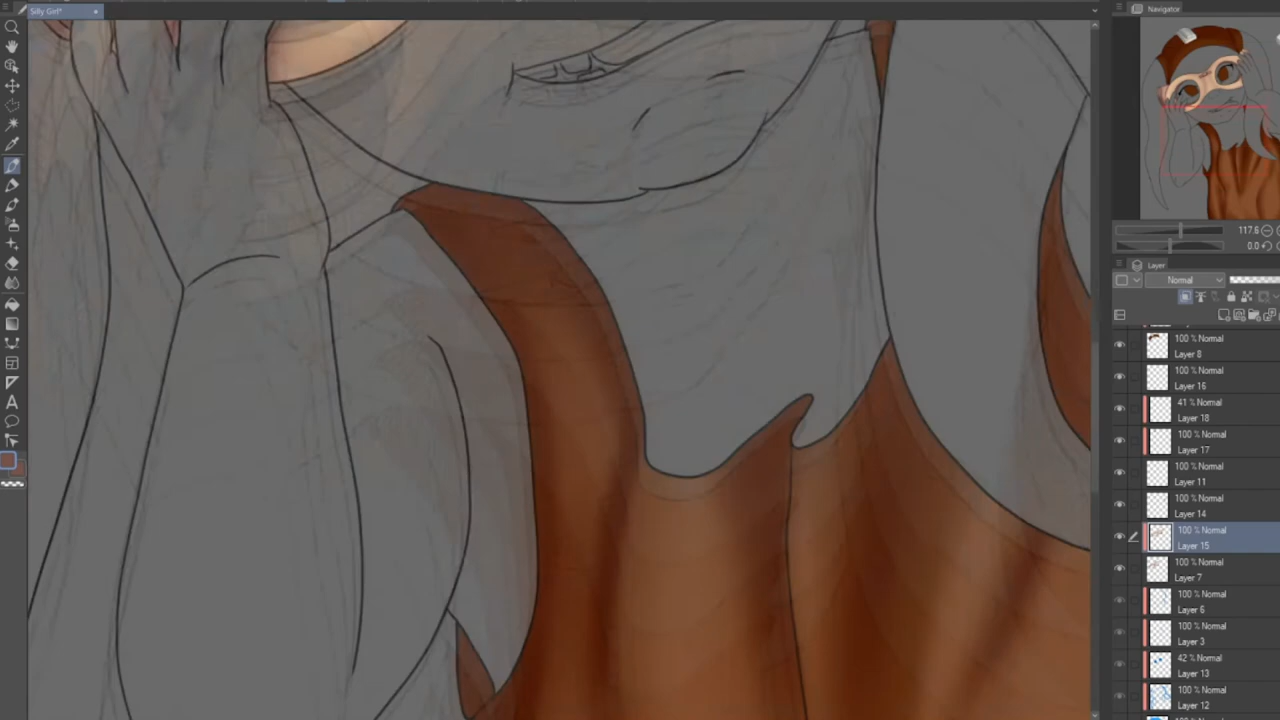 Silly Girl*
Navigator
117.6
0.0
Layer
Normal
100 % Normal
Layer 8
100 % Normal
Layer 16
41 % Normal
Layer 18
100 % Normal
Layer 17
100 % Normal
Layer 11
100 % Normal
Layer 14
100 % Normal
Layer 15
100 % Normal
Layer 7
100 % Normal
Layer 6
100 % Normal
Layer 3
42 % Normal
Layer 13
100 % Normal
Layer 12